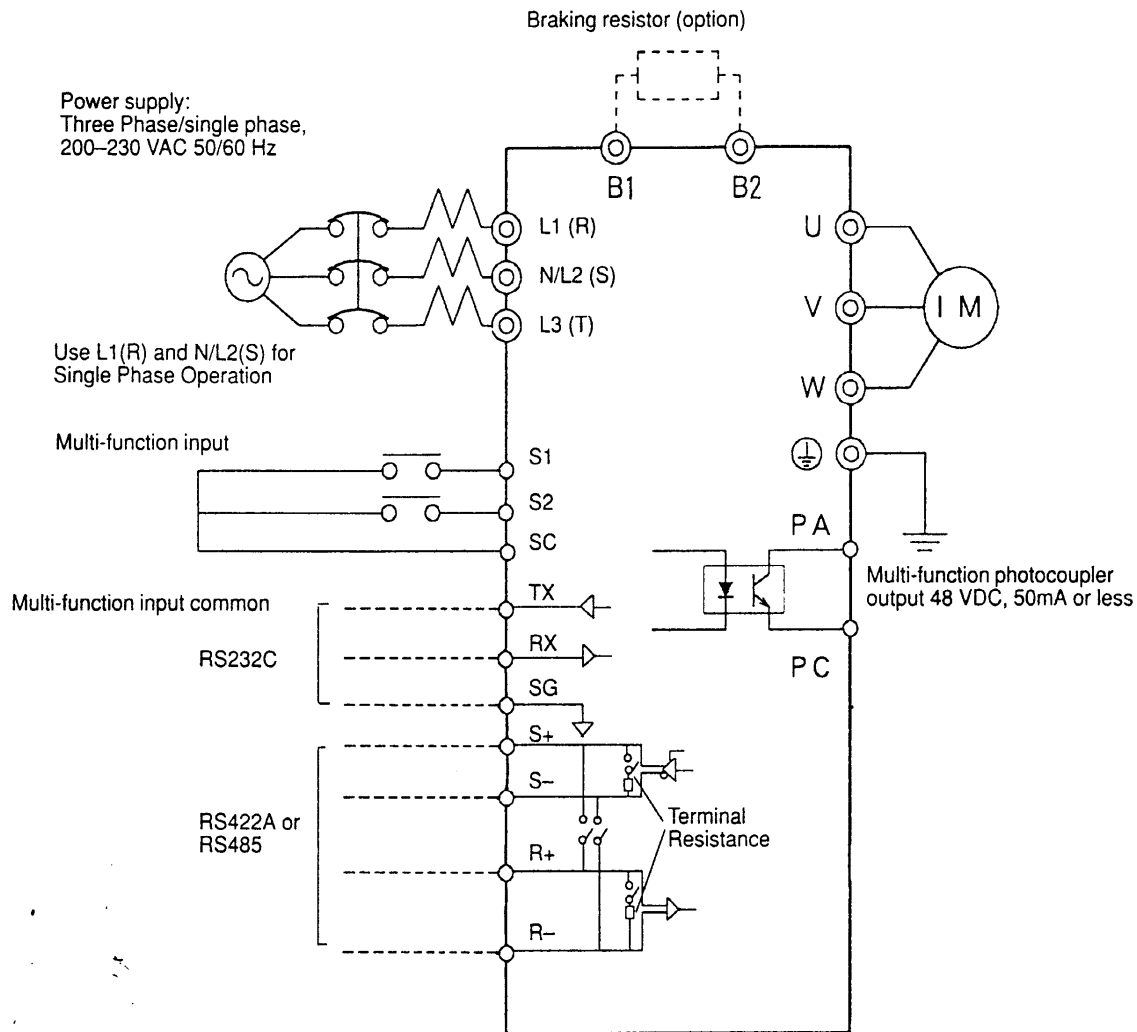 Braking resistor (option)
Power supply:
Three Phase/single phase,
200–230 VAC 50/60 Hz
B1
B2
L1 (R)
N/L2 (S)
L3 (T)
U
V
W
I M
Use L1(R) and N/L2(S) for
Single Phase Operation
Multi-function input
S1
S2
SC
PA
PC
Multi-function photocoupler
output 48 VDC, 50mA or less
Multi-function input common
TX
RX
SG
RS232C
S+
S–
R+
R–
RS422A or
RS485
Terminal
Resistance